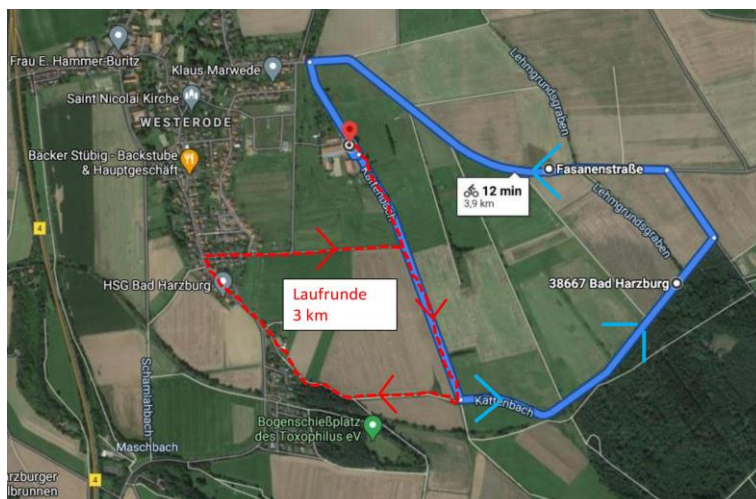 Frau E. Hammer-Buritz
Klaus Marwede
Saint Nicolai Kirche
WESTERODE
Bäcker Stübig - Backstube
& Hauptgeschäft
Kattenbach
Lehmgrundsgraben
Fasanenstraße
12 min
3,9 km
Lehmgrundsgraben
4
HSG Bad Harzburg
Laufrunde
3 km
38667 Bad Harzburg
Schamlahbach
Kattenbach
Bogenschießplatz
des Toxophilus eV
Maschbach
arzburger
lbrunnen
4